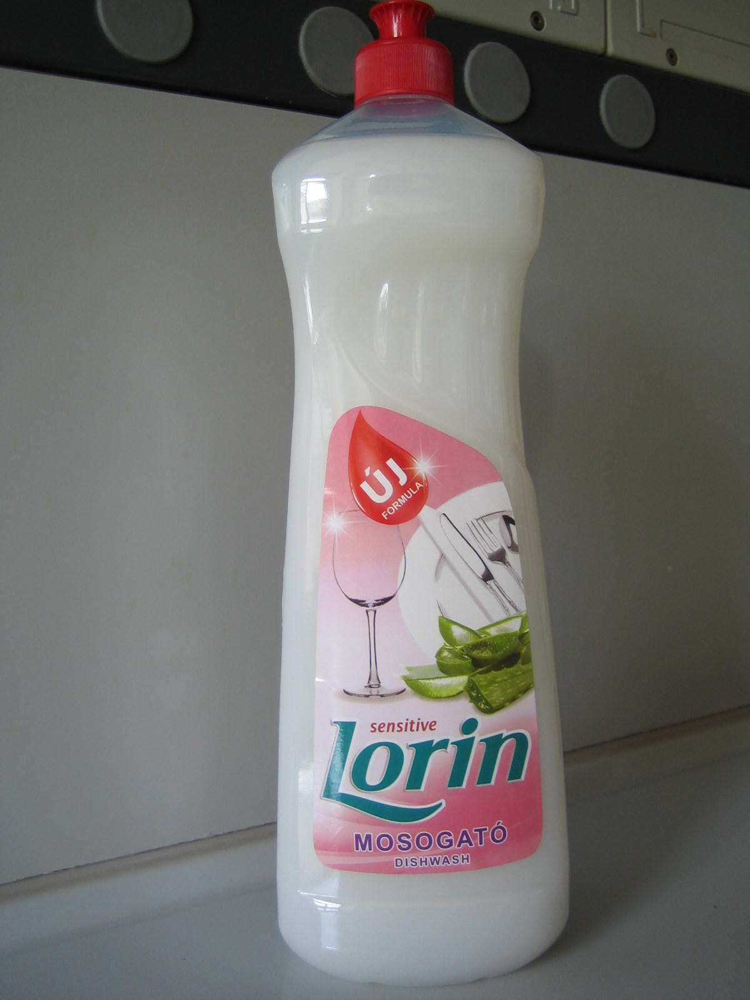 ÚJ
FORMULA
sensitive
Lorin
MOSOGATÓ
DISHWASH